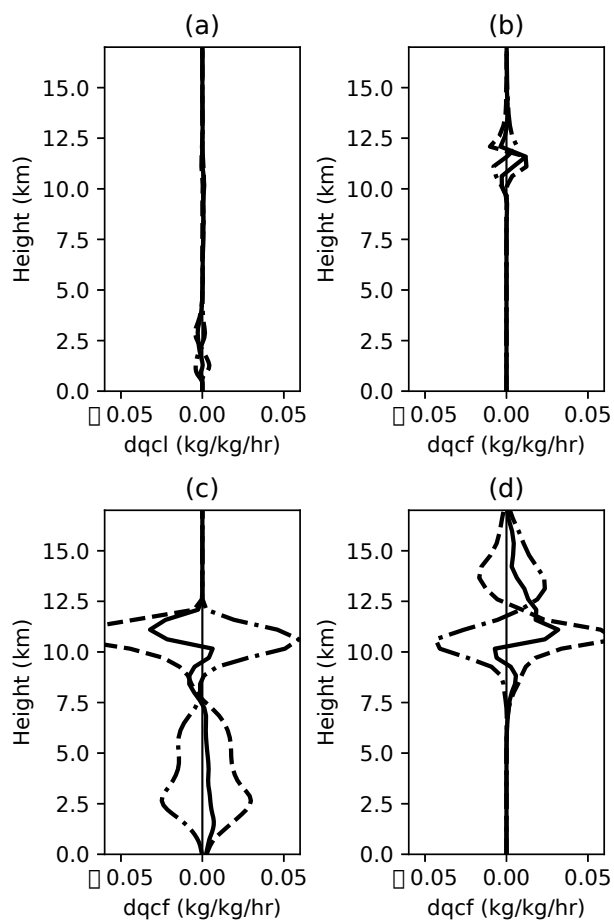 (a) (b)
15.0 15.0
12.5 12.5
10.0 10.0
7.5 7.5
5.0 5.0
2.5 2.5
0.0 0.0
Height (km) Height (km)
▯ 0.05 0.00 0.05 ▯ 0.05 0.00 0.05
dqcl (kg/kg/hr) dqcf (kg/kg/hr)
(c) (d)
15.0 15.0
12.5 12.5
10.0 10.0
7.5 7.5
5.0 5.0
2.5 2.5
0.0 0.0
Height (km) Height (km)
▯ 0.05 0.00 0.05 ▯ 0.05 0.00 0.05
dqcf (kg/kg/hr) dqcf (kg/kg/hr)